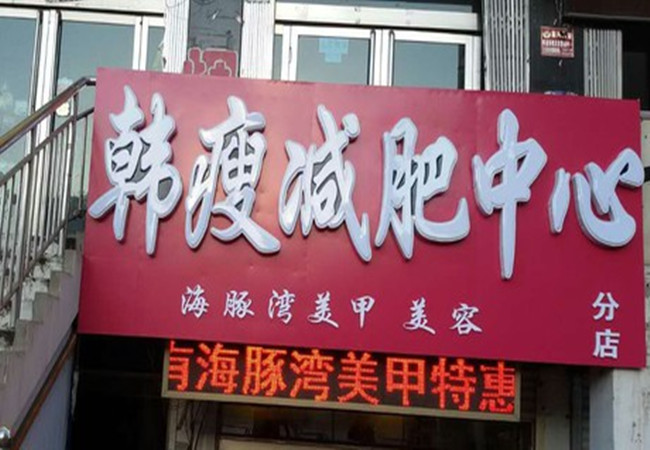 韩瘦减肥中心
海豚湾美甲 美容
分店
有海豚湾美甲特惠